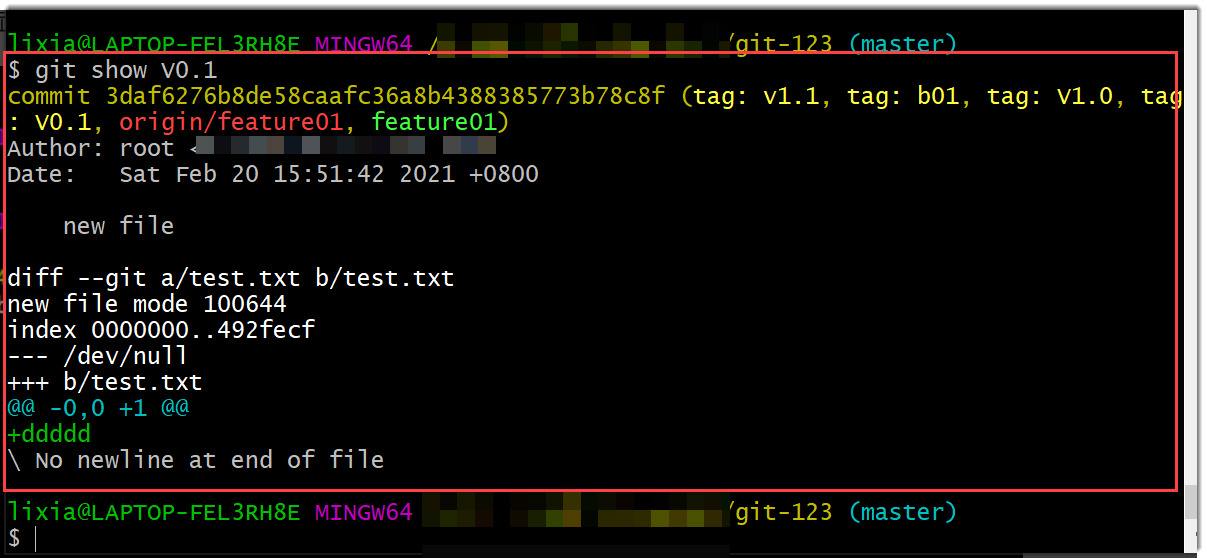 lixia@LAPTOP-FEL3RH8E MINGW64 / /git-123 (master)
$ git show V0.1
commit 3daf6276b8de58caafc36a8b4388385773b78c8f (tag: v1.1, tag: b01, tag: V1.0, tag
: V0.1, origin/feature01, feature01)
Author: root <
Date:   Sat Feb 20 15:51:42 2021 +0800
    new file
diff --git a/test.txt b/test.txt
new file mode 100644
index 0000000..492fecf
--- /dev/null
+++ b/test.txt
@@ -0,0 +1 @@
+ddddd
\ No newline at end of file
lixia@LAPTOP-FEL3RH8E MINGW64 /git-123 (master)
$